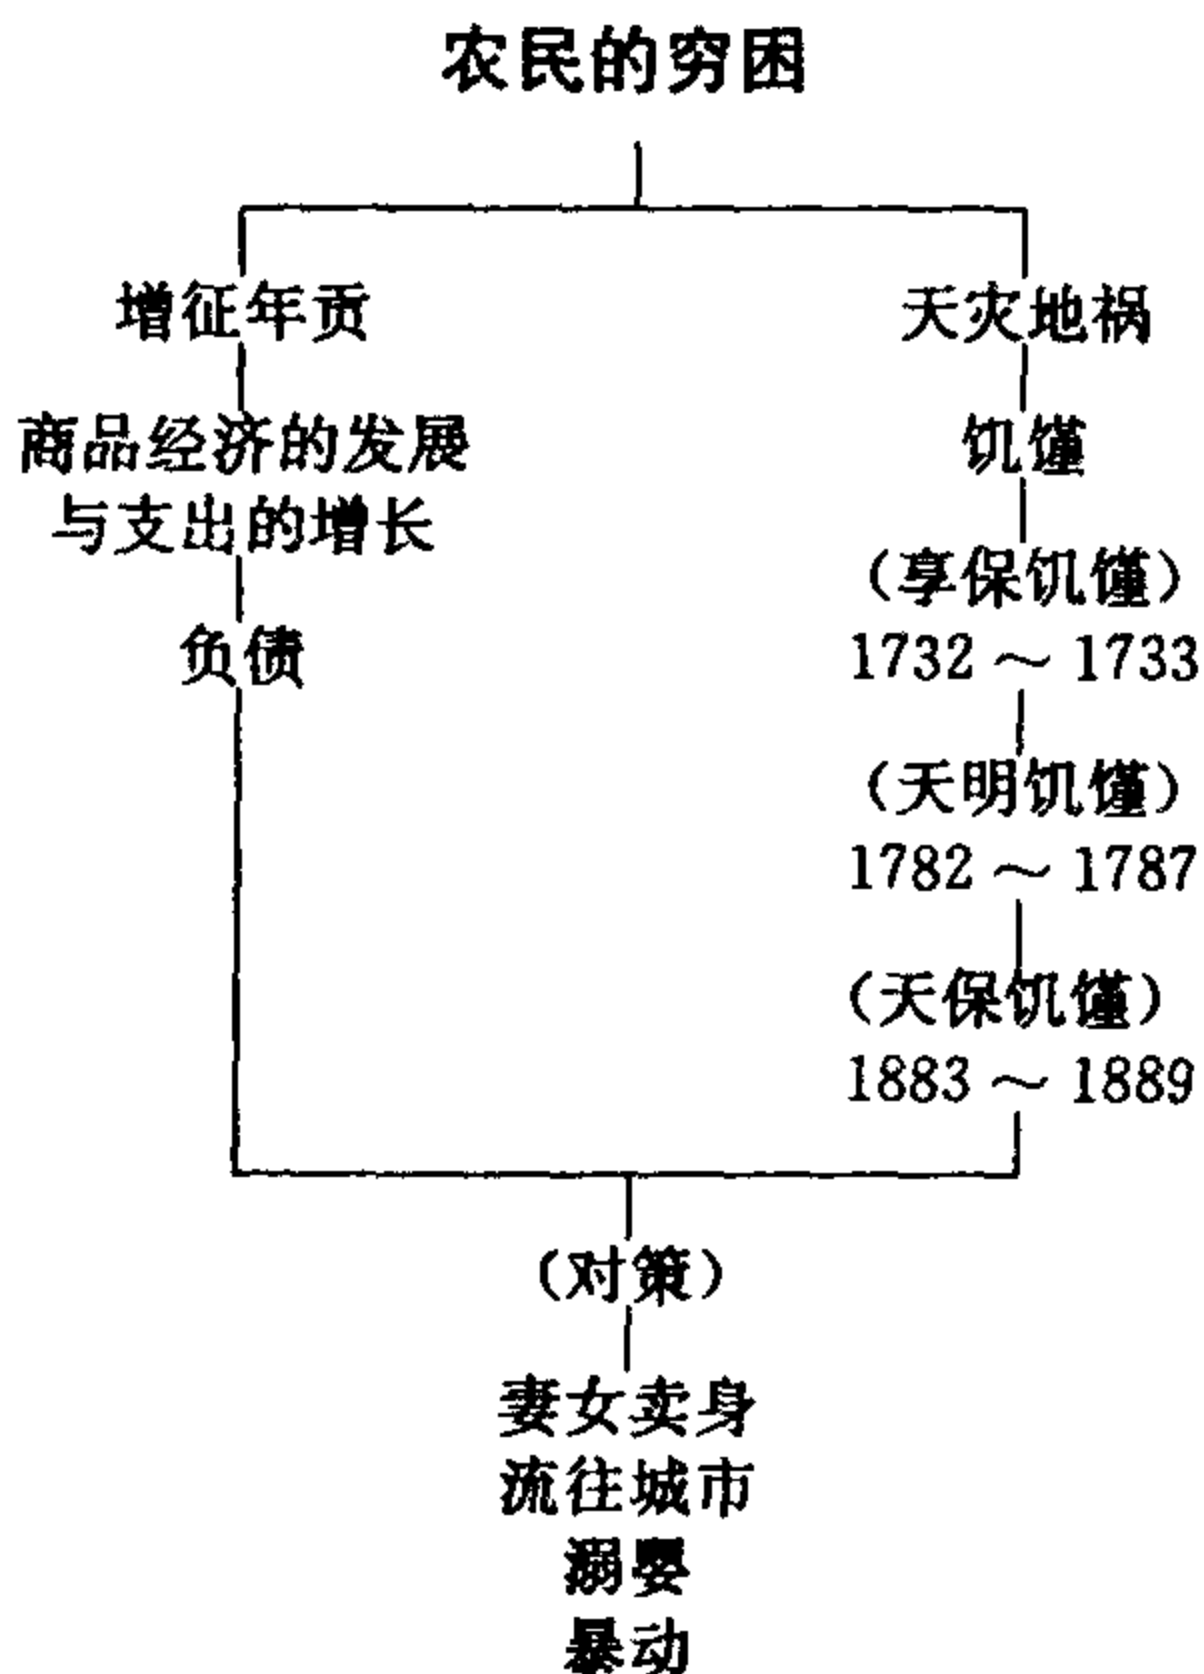 农民的穷困
增征年贡
商品经济的发展
与支出的增长
负债
天灾地祸
饥馑
（享保饥馑）
1732～1733
（天明饥馑）
1782～1787
（天保饥馑）
1883～1889
（对策）
妻女卖身
流往城市
溺婴
暴动